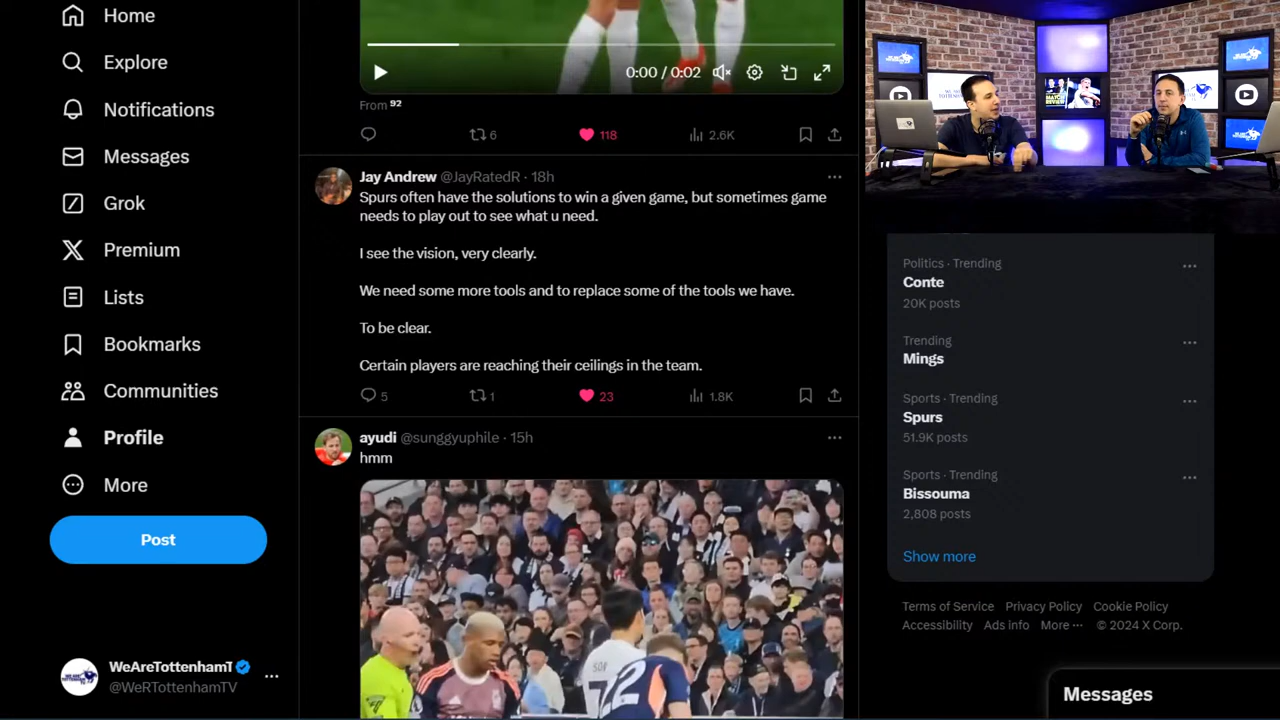 Home
Explore
Notifications
Messages
Grok
Premium
Lists
Bookmarks
Communities
Profile
More
Post
WeAreTottenhamT
@WeRTottenhamTV
0:00 / 0:02
From 92
6
118
2.6K
Jay Andrew @JayRatedR · 18h
Spurs often have the solutions to win a given game, but sometimes game
needs to play out to see what u need.
I see the vision, very clearly.
We need some more tools and to replace some of the tools we have.
To be clear.
Certain players are reaching their ceilings in the team.
5
1
23
1.8K
ayudi @sunggyuphile · 15h
hmm
22
Politics · Trending
Conte
20K posts
Trending
Mings
Sports · Trending
Spurs
51.9K posts
Sports · Trending
Bissouma
2,808 posts
Show more
Terms of Service Privacy Policy Cookie Policy
Accessibility Ads info More ··· © 2024 X Corp.
Messages